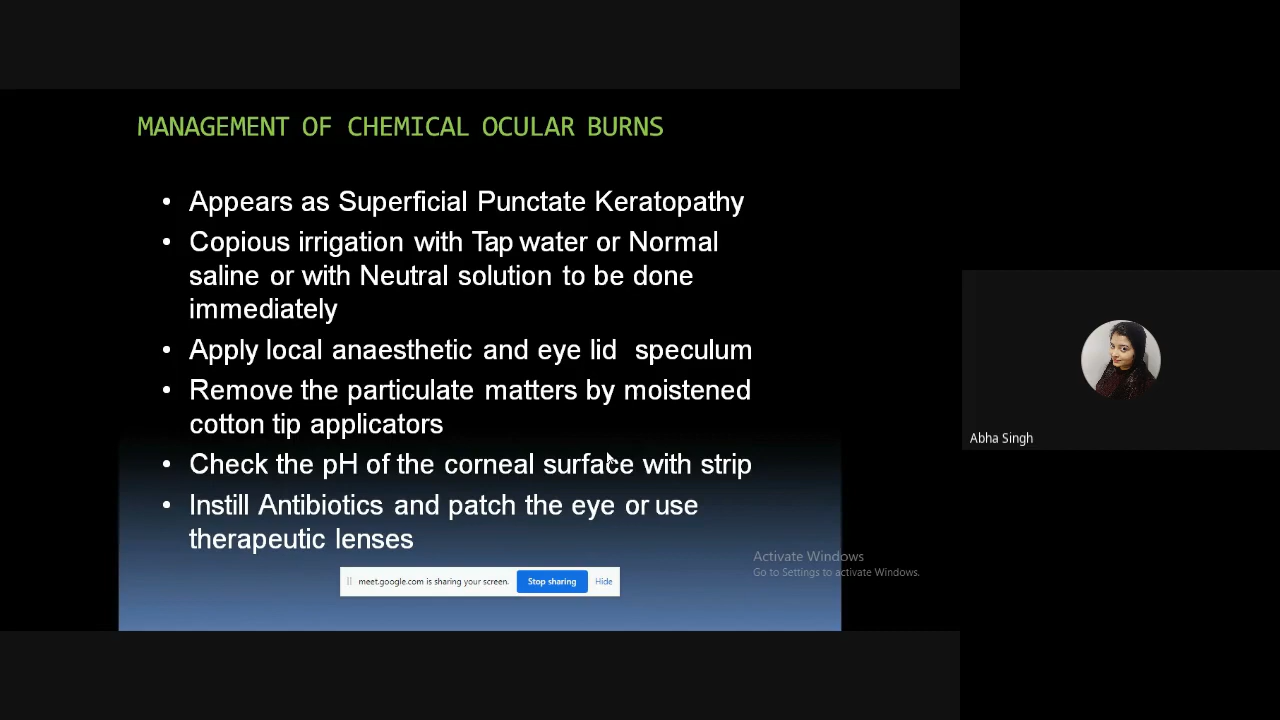 MANAGEMENT OF CHEMICAL OCULAR BURNS
• Appears as Superficial Punctate Keratopathy
• Copious irrigation with Tap water or Normal
saline or with Neutral solution to be done
immediately
• Apply local anaesthetic and eye lid speculum
• Remove the particulate matters by moistened
cotton tip applicators
• Check the pH of the corneal surface with strip
• Instill Antibiotics and patch the eye or use
therapeutic lenses
Activate Windows
Go to Settings to activate Windows.
meet.google.com is sharing your screen. Stop sharing Hide
Abha Singh